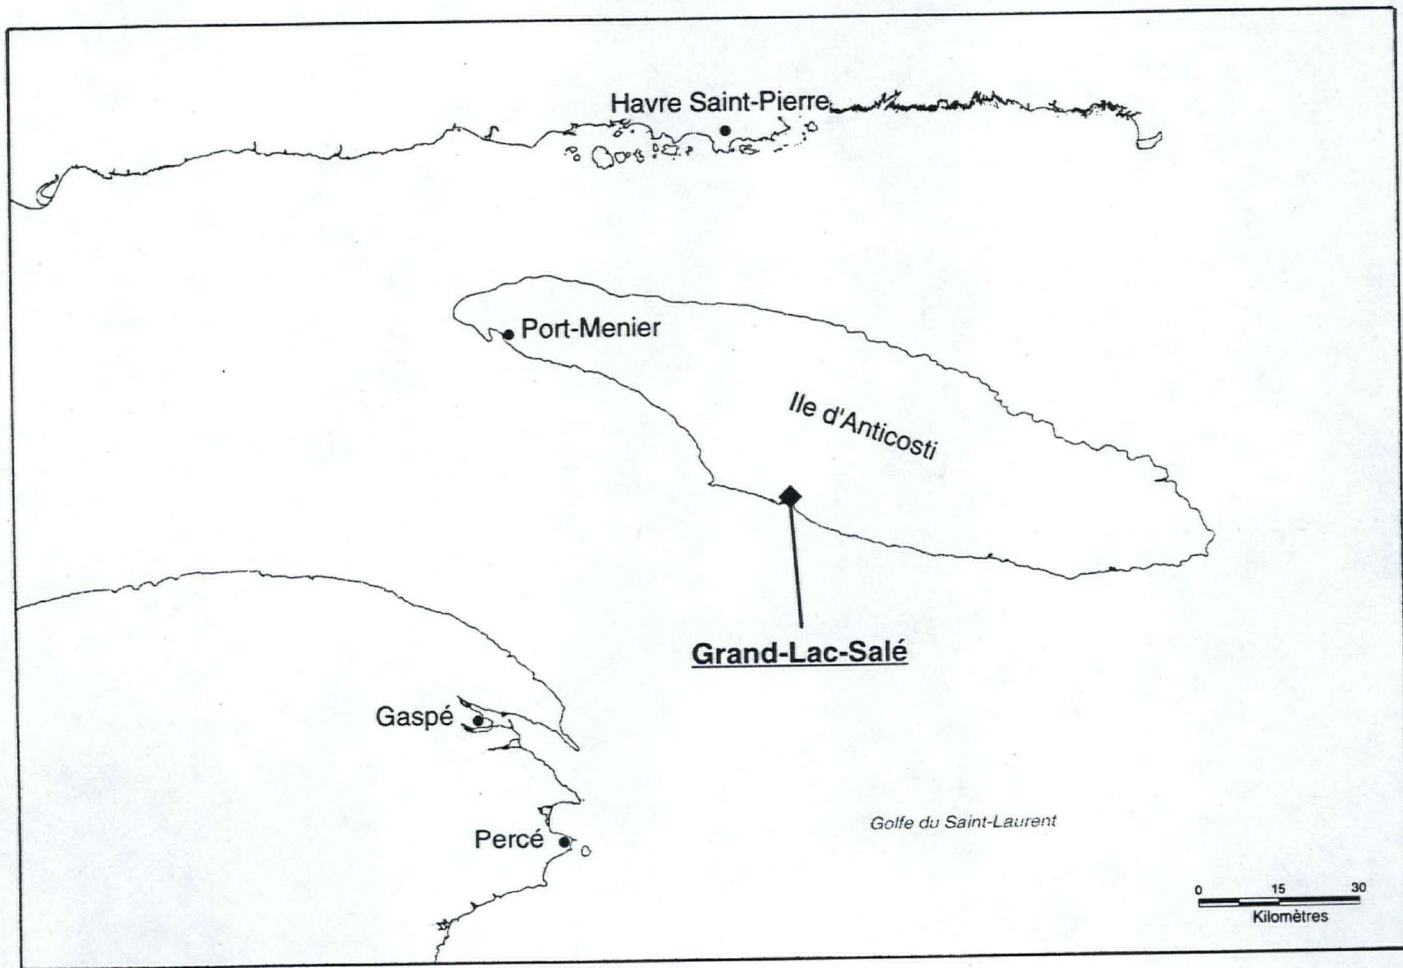 Havre Saint-Pierre
Port-Menier
Ile d'Anticosti
Grand-Lac-Salé
Gaspé
Percé
Golfe du Saint-Laurent
0 15 30
Kilomètres